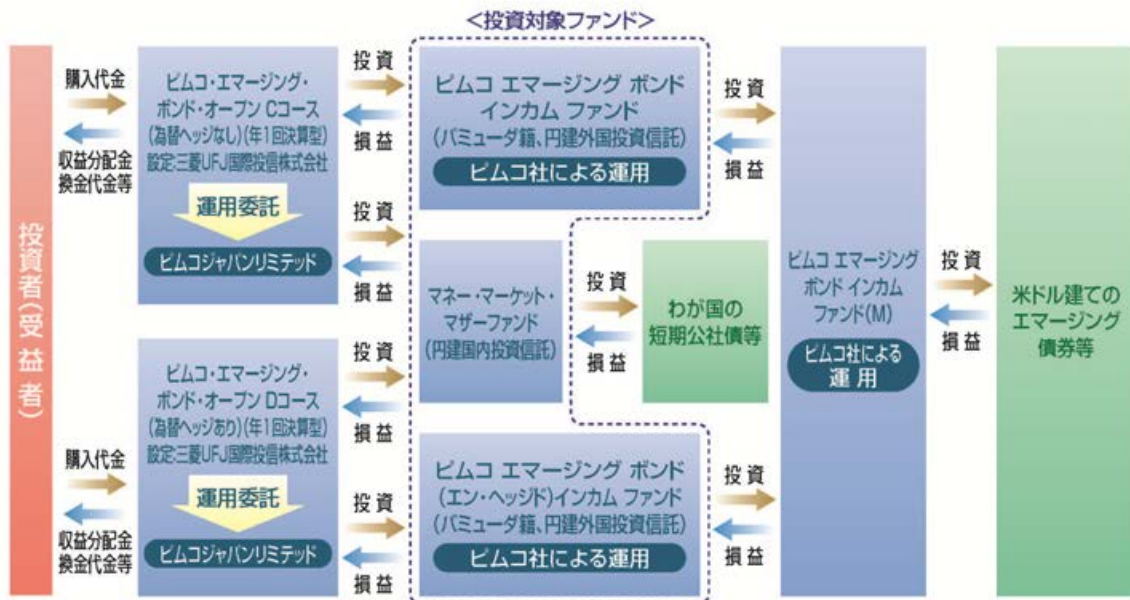 <投資対象ファンド>
投資者(受益者)
購入代金
収益分配金
換金代金等
ピムコ・エマージング・
ボンド・オープン Cコース
(為替ヘッジなし)(年1回決算型)
設定:三菱UFJ国際投信株式会社
運用委託
ピムコジャパンリミテッド
投資
損益
投資
損益
ピムコ エマージング ボンド
インカム ファンド
(バミューダ籍、円建外国投資信託)
ピムコ社による運用
投資
損益
マネー・マーケット・
マザーファンド
(円建国内投資信託)
投資
損益
わが国の
短期公社債等
購入代金
収益分配金
換金代金等
ピムコ・エマージング・
ボンド・オープン Dコース
(為替ヘッジあり)(年1回決算型)
設定:三菱UFJ国際投信株式会社
運用委託
ピムコジャパンリミテッド
投資
損益
投資
損益
ピムコ エマージング ボンド
(エン・ヘッジド)インカム ファンド
(バミューダ籍、円建外国投資信託)
ピムコ社による運用
投資
損益
ピムコ エマージング
ボンド インカム
ファンド(M)
ピムコ社による
運用
投資
損益
米ドル建ての
エマージング
債券等